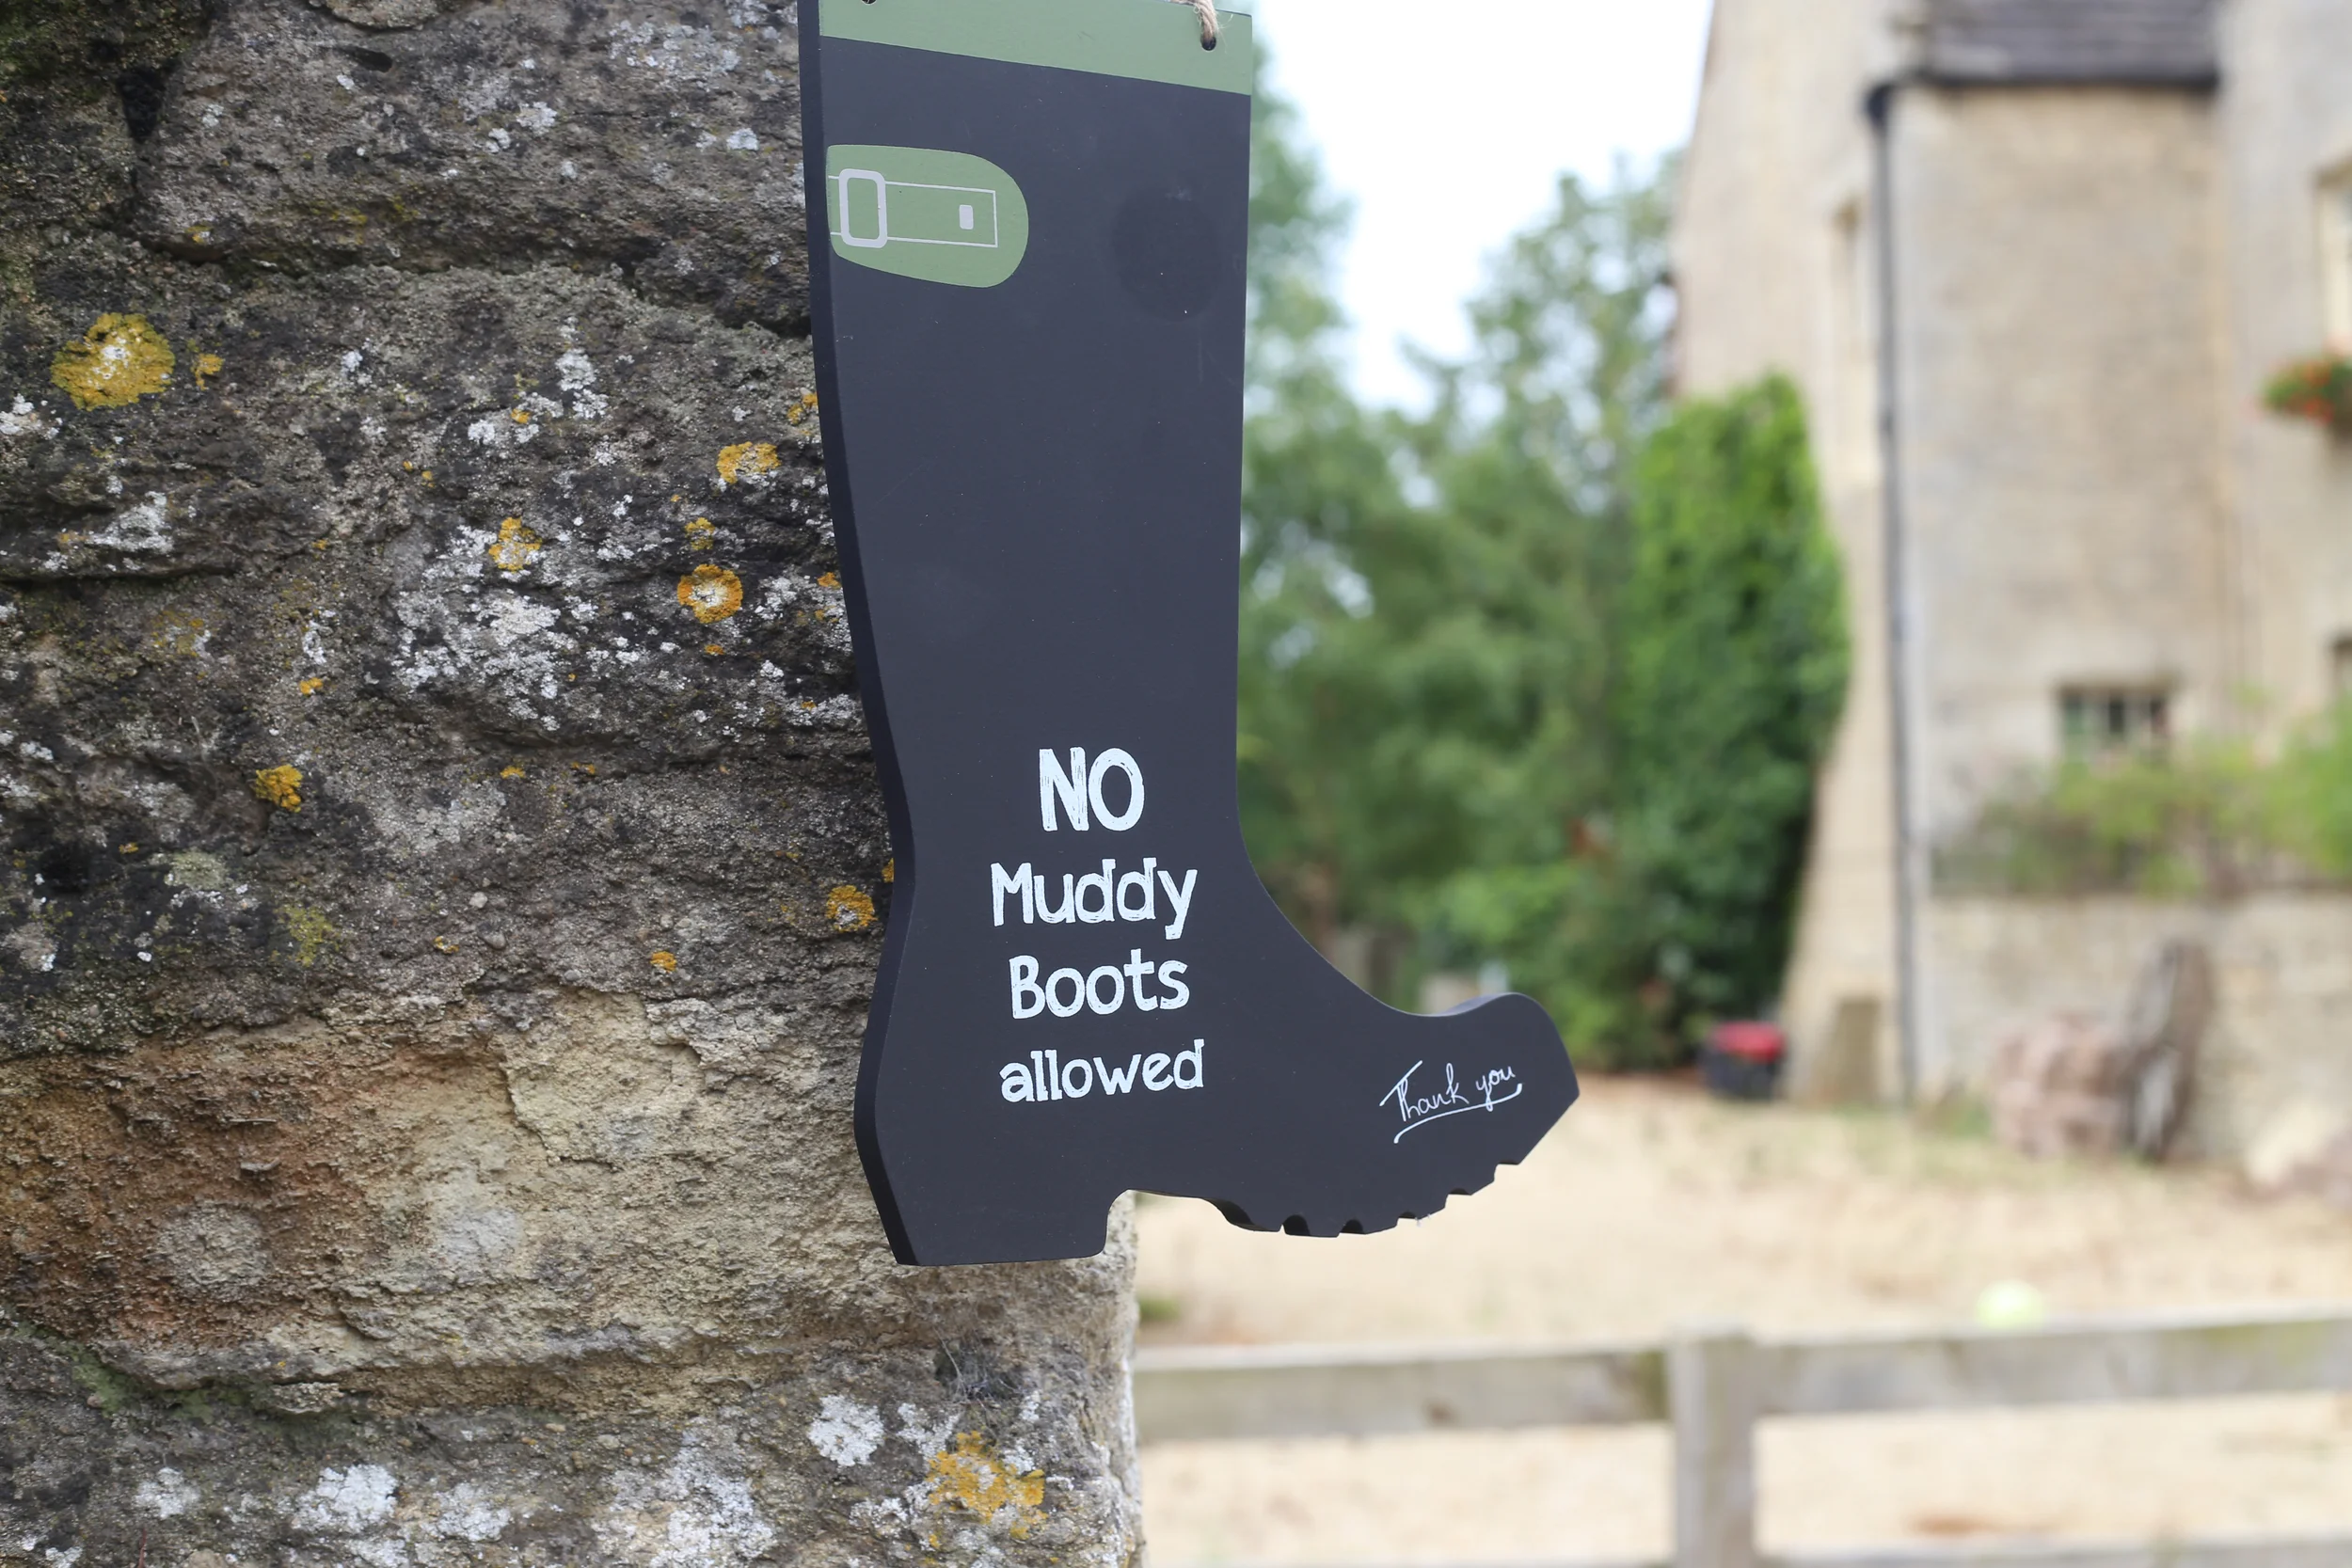 NO
Muddy
Boots
allowed
Thank you